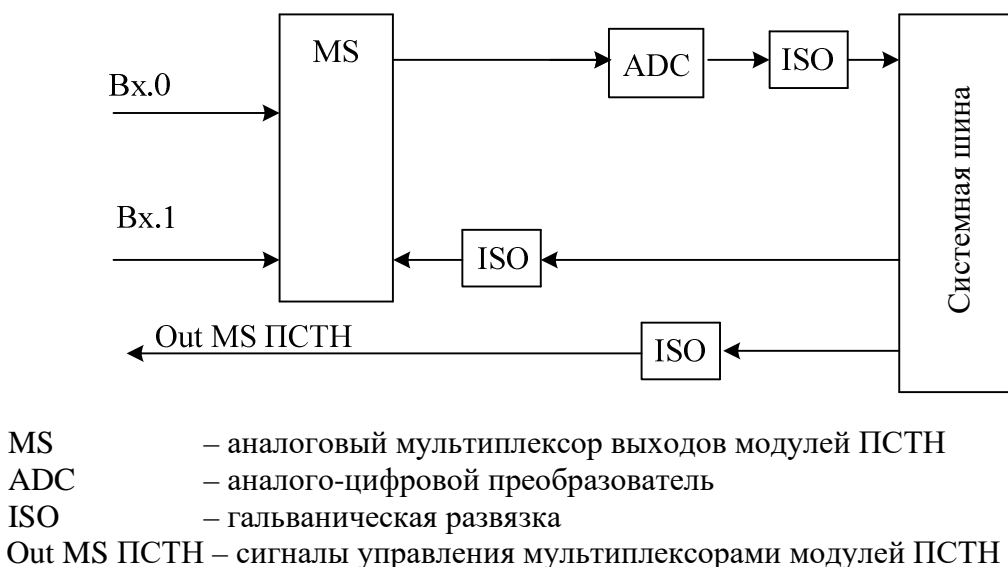 MS
ADC
ISO
Вх.0
Системная шина
Вх.1
ISO
Out MS ПСТН
ISO
MS – аналоговый мультиплексор выходов модулей ПСТН
ADC – аналого-цифровой преобразователь
ISO – гальваническая развязка
Out MS ПСТН – сигналы управления мультиплексорами модулей ПСТН